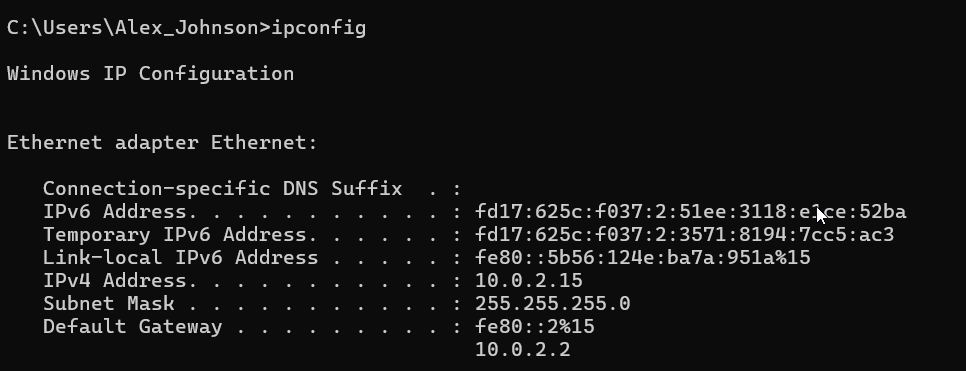 C:\Users\Alex_Johnson>ipconfig
Windows IP Configuration
Ethernet adapter Ethernet:
Connection-specific DNS Suffix  . :
IPv6 Address. . . . . . . . . . . : fd17:625c:f037:2:51ee:3118:e1ce:52ba
Temporary IPv6 Address. . . . . . : fd17:625c:f037:2:3571:8194:7cc5:ac3
Link-local IPv6 Address . . . . . : fe80::5b56:124e:ba7a:951a%15
IPv4 Address. . . . . . . . . . . : 10.0.2.15
Subnet Mask . . . . . . . . . . . : 255.255.255.0
Default Gateway . . . . . . . . . : fe80::2%15
10.0.2.2